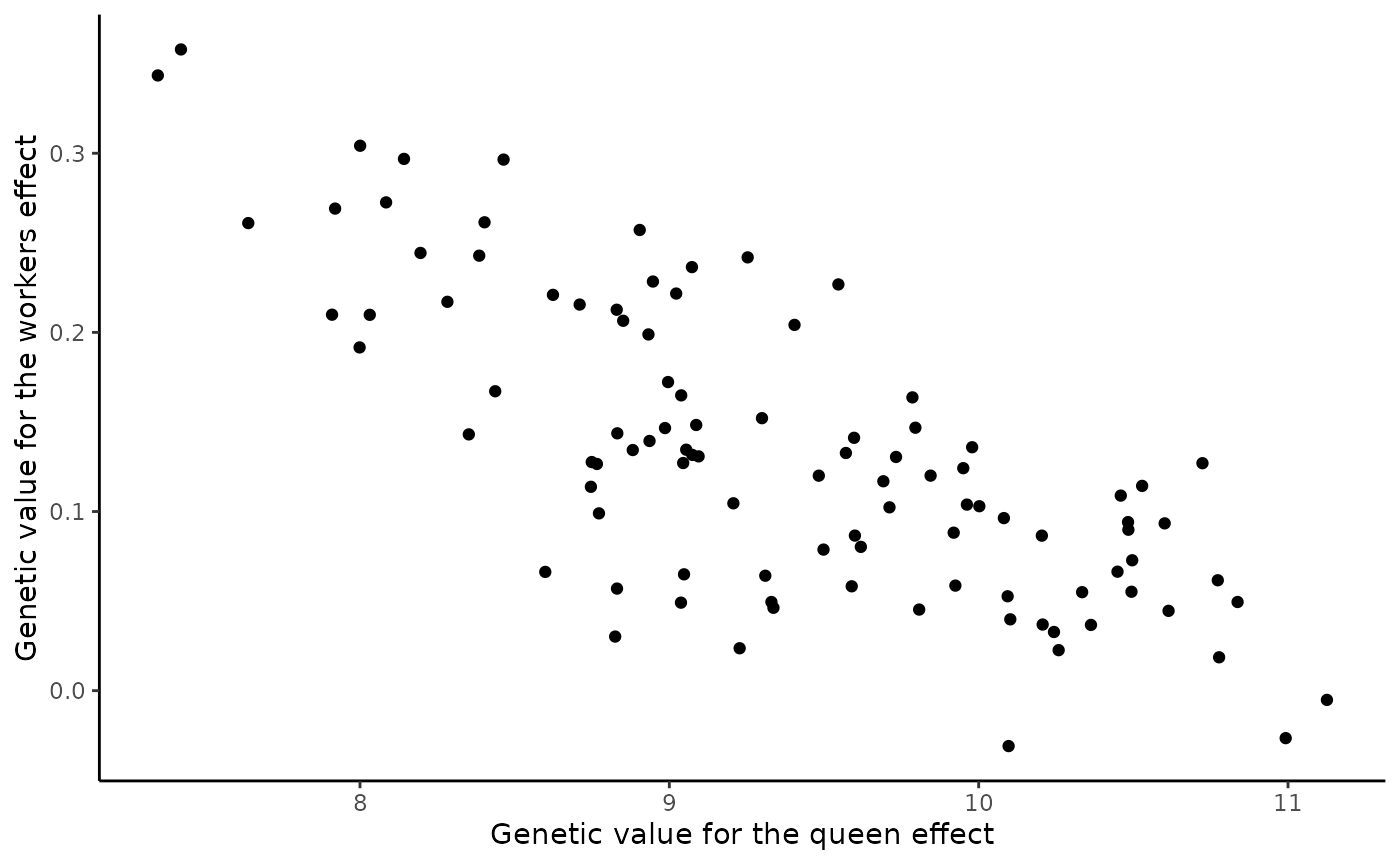 Genetic value for the workers effect
0.3
0.2
0.1
0.0
8 9 10 11
Genetic value for the queen effect